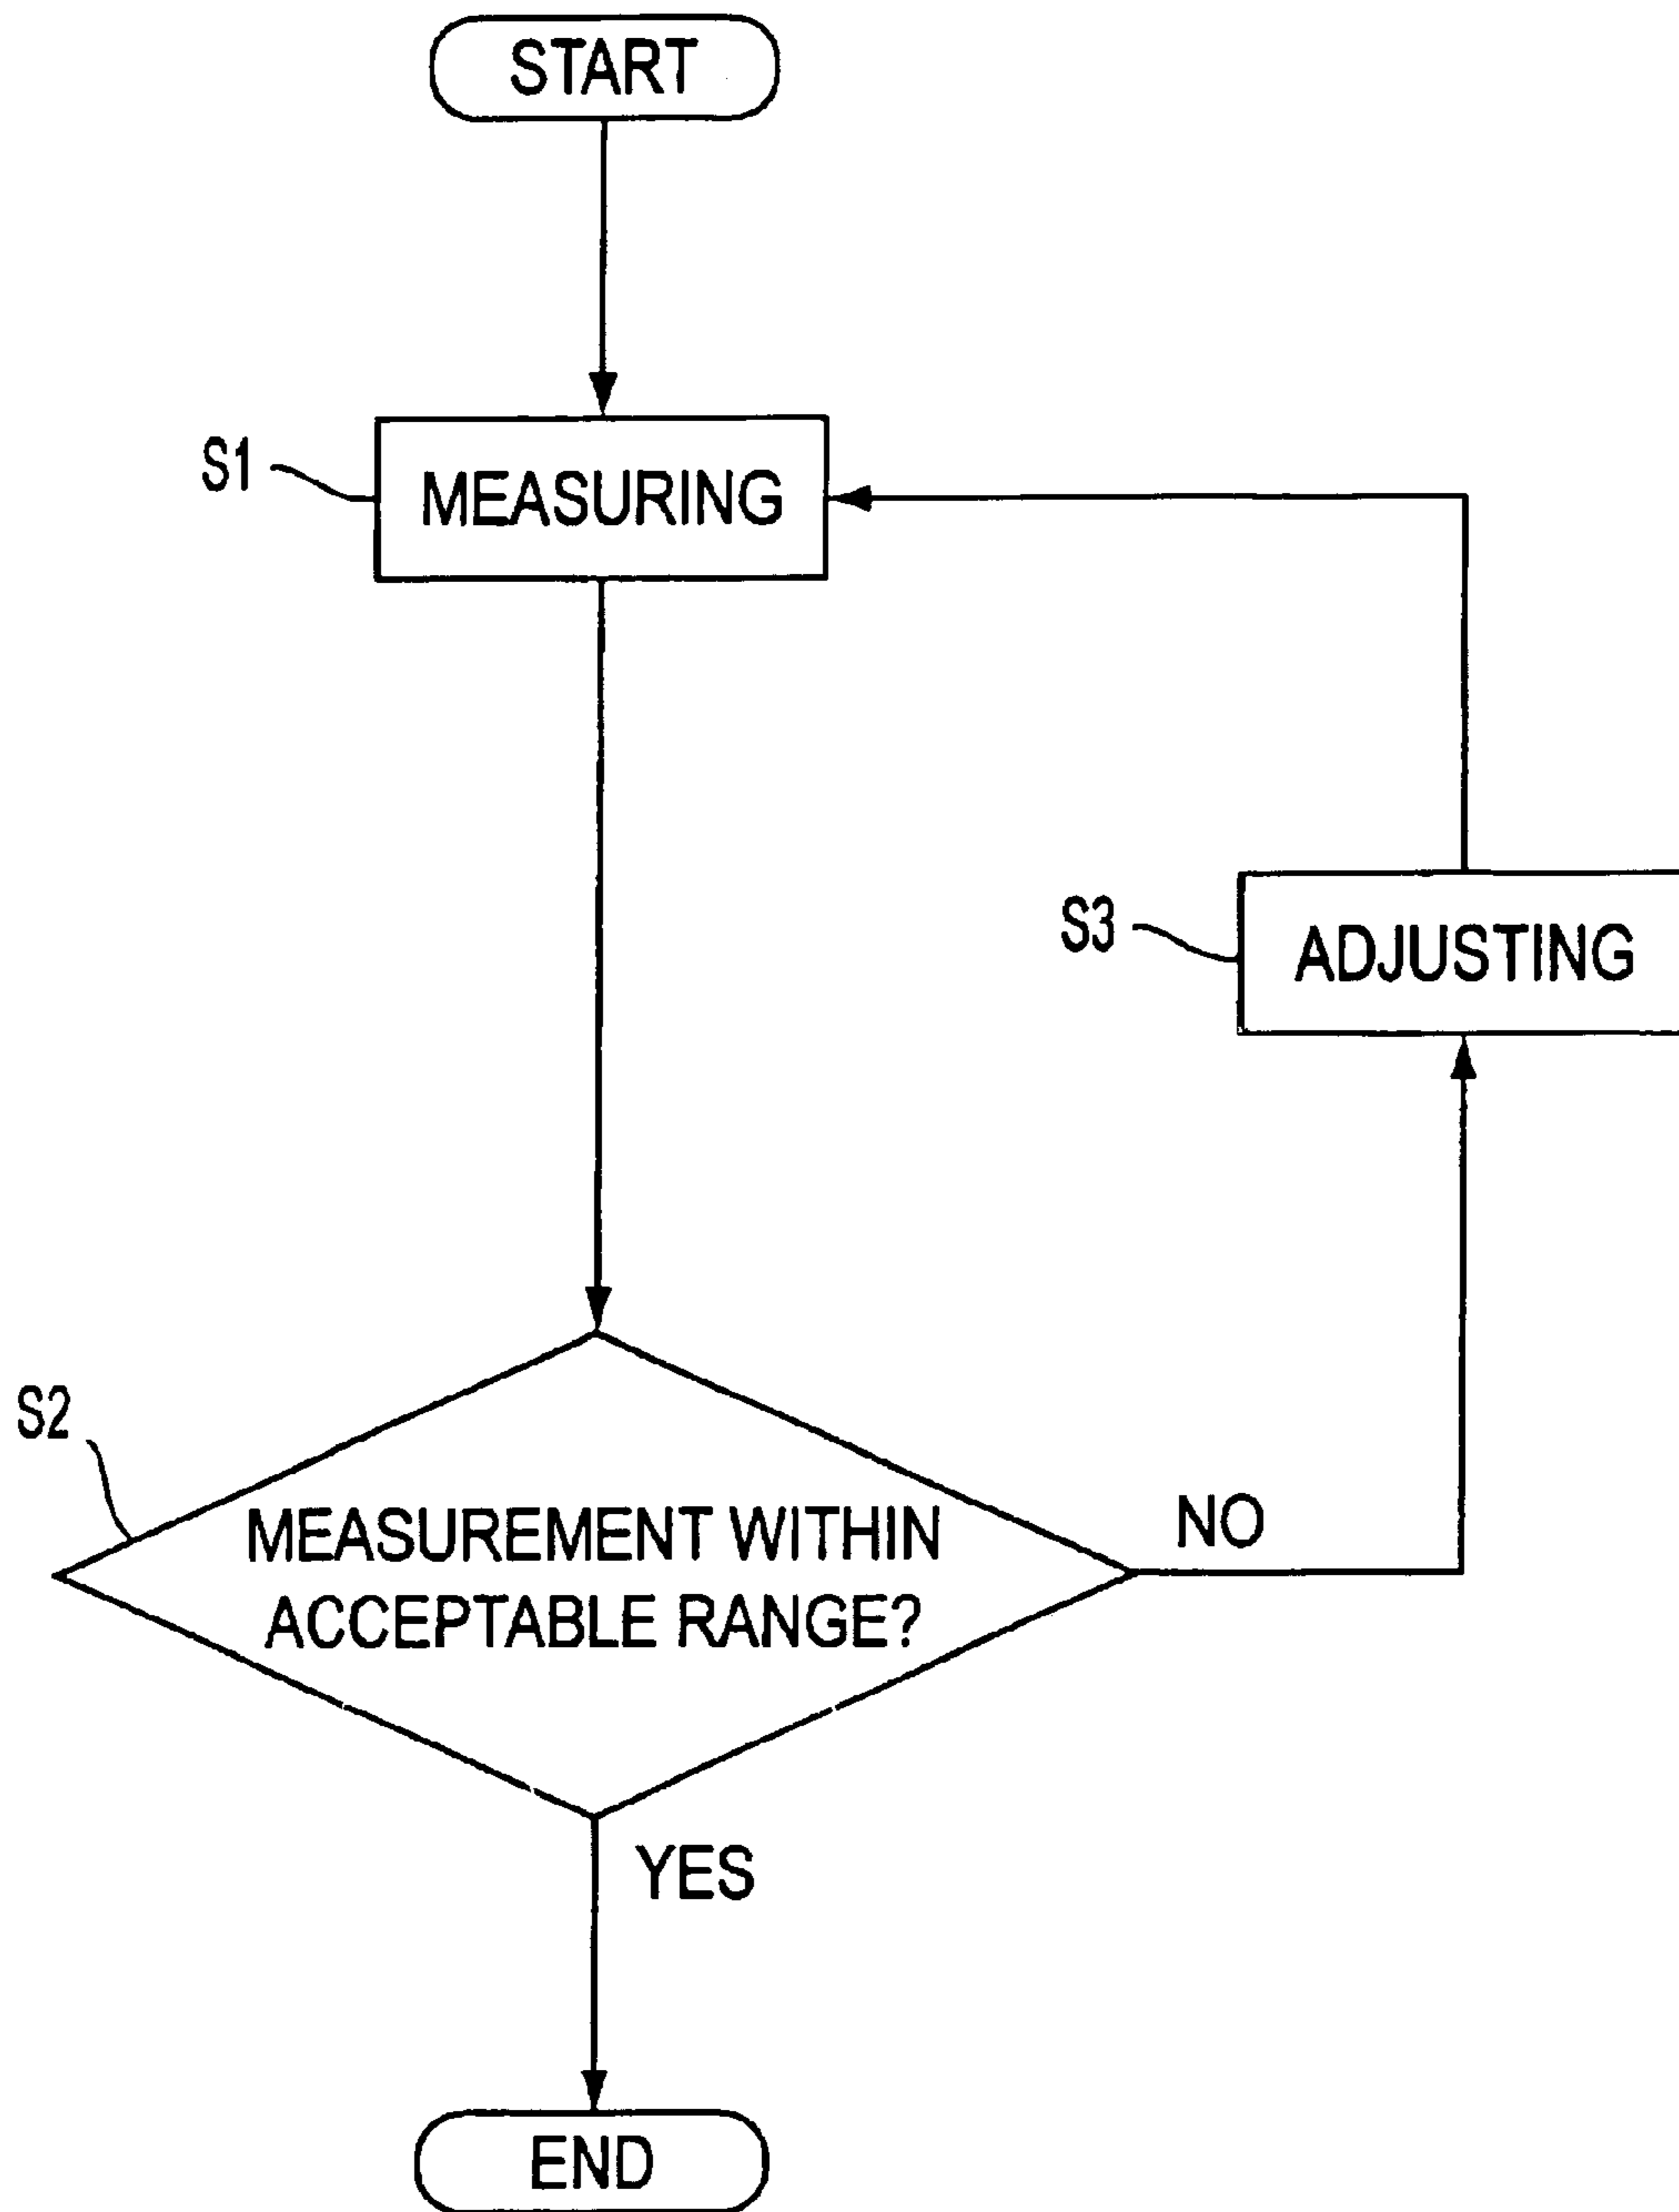 START
S1
MEASURING
S3
ADJUSTING
S2
MEASUREMENT WITHIN
ACCEPTABLE RANGE?
NO
YES
END